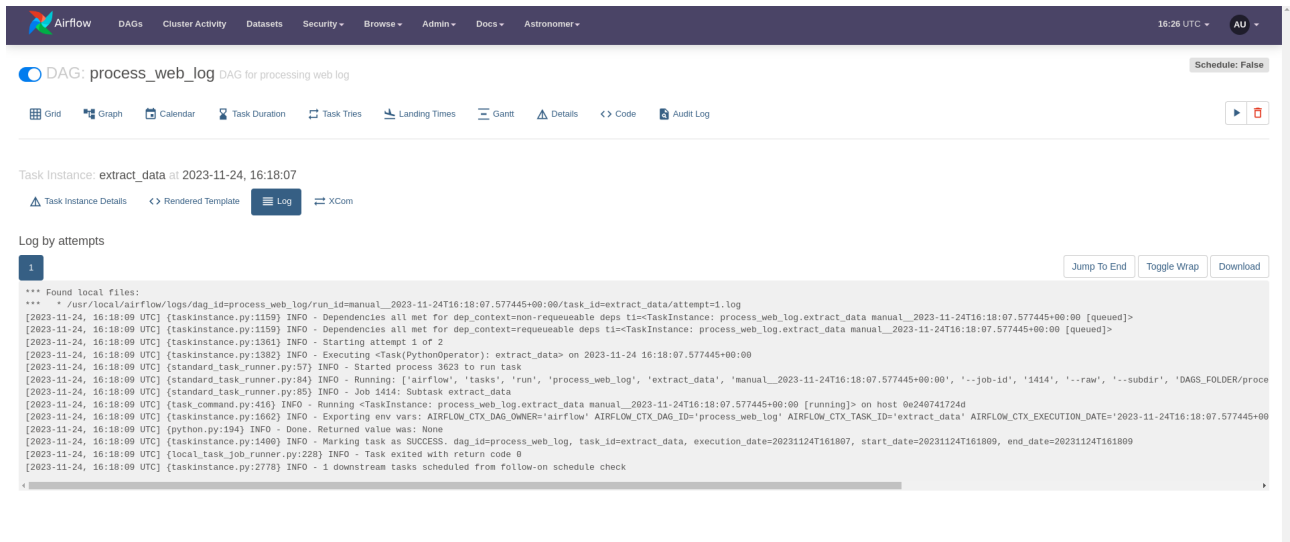 Airflow DAGs Cluster Activity Datasets Security Browse Admin Docs Astronomer 16:26 UTC AU
DAG: process_web_log DAG for processing web log Schedule: False
Grid Graph Calendar Task Duration Task Tries Landing Times Gantt Details <> Code Audit Log
Task Instance: extract_data at 2023-11-24, 16:18:07
Task Instance Details <> Rendered Template Log XCom
Log by attempts
1 Jump To End Toggle Wrap Download
*** Found local files:
***   * /usr/local/airflow/logs/dag_id=process_web_log/run_id=manual__2023-11-24T16:18:07.577445+00:00/task_id=extract_data/attempt=1.log
[2023-11-24, 16:18:09 UTC] {taskinstance.py:1159} INFO - Dependencies all met for dep_context=non-requeueable deps ti=<TaskInstance: process_web_log.extract_data manual__2023-11-24T16:18:07.577445+00:00 [queued]>
[2023-11-24, 16:18:09 UTC] {taskinstance.py:1159} INFO - Dependencies all met for dep_context=requeueable deps ti=<TaskInstance: process_web_log.extract_data manual__2023-11-24T16:18:07.577445+00:00 [queued]>
[2023-11-24, 16:18:09 UTC] {taskinstance.py:1361} INFO - Starting attempt 1 of 2
[2023-11-24, 16:18:09 UTC] {taskinstance.py:1382} INFO - Executing <Task(PythonOperator): extract_data> on 2023-11-24 16:18:07.577445+00:00
[2023-11-24, 16:18:09 UTC] {standard_task_runner.py:57} INFO - Started process 3623 to run task
[2023-11-24, 16:18:09 UTC] {standard_task_runner.py:84} INFO - Running: ['airflow', 'tasks', 'run', 'process_web_log', 'extract_data', 'manual__2023-11-24T16:18:07.577445+00:00', '--job-id', '1414', '--raw', '--subdir', 'DAGS_FOLDER/proce
[2023-11-24, 16:18:09 UTC] {standard_task_runner.py:85} INFO - Job 1414: Subtask extract_data
[2023-11-24, 16:18:09 UTC] {task_command.py:416} INFO - Running <TaskInstance: process_web_log.extract_data manual__2023-11-24T16:18:07.577445+00:00 [running]> on host 0e240741724d
[2023-11-24, 16:18:09 UTC] {taskinstance.py:1662} INFO - Exporting env vars: AIRFLOW_CTX_DAG_OWNER='airflow' AIRFLOW_CTX_DAG_ID='process_web_log' AIRFLOW_CTX_TASK_ID='extract_data' AIRFLOW_CTX_EXECUTION_DATE='2023-11-24T16:18:07.577445+00
[2023-11-24, 16:18:09 UTC] {python.py:194} INFO - Done. Returned value was: None
[2023-11-24, 16:18:09 UTC] {taskinstance.py:1400} INFO - Marking task as SUCCESS. dag_id=process_web_log, task_id=extract_data, execution_date=20231124T161807, start_date=20231124T161809, end_date=20231124T161809
[2023-11-24, 16:18:09 UTC] {local_task_job_runner.py:228} INFO - Task exited with return code 0
[2023-11-24, 16:18:09 UTC] {taskinstance.py:2778} INFO - 1 downstream tasks scheduled from follow-on schedule check